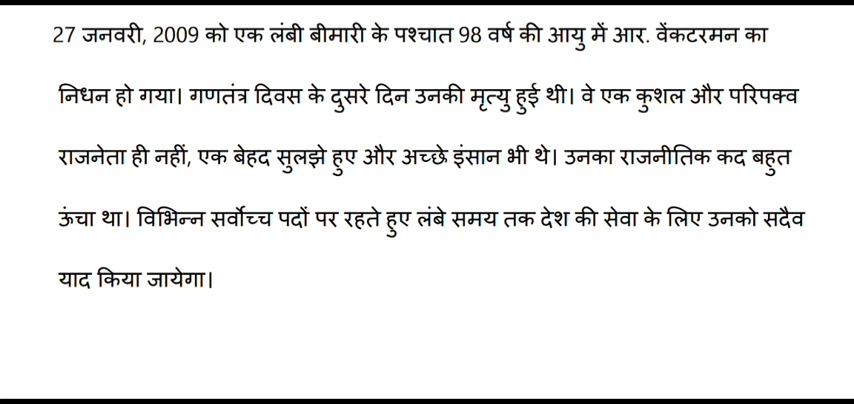 27 जनवरी, 2009 को एक लंबी बीमारी के पश्चात 98 वर्ष की आयु में आर. वेंकटरमन का
निधन हो गया। गणतंत्र दिवस के दुसरे दिन उनकी मृत्यु हुई थी। वे एक कुशल और परिपक्व
राजनेता ही नहीं, एक बेहद सुलझे हुए और अच्छे इंसान भी थे। उनका राजनीतिक कद बहुत
ऊंचा था। विभिन्न सर्वोच्च पदों पर रहते हुए लंबे समय तक देश की सेवा के लिए उनको सदैव
याद किया जायेगा।